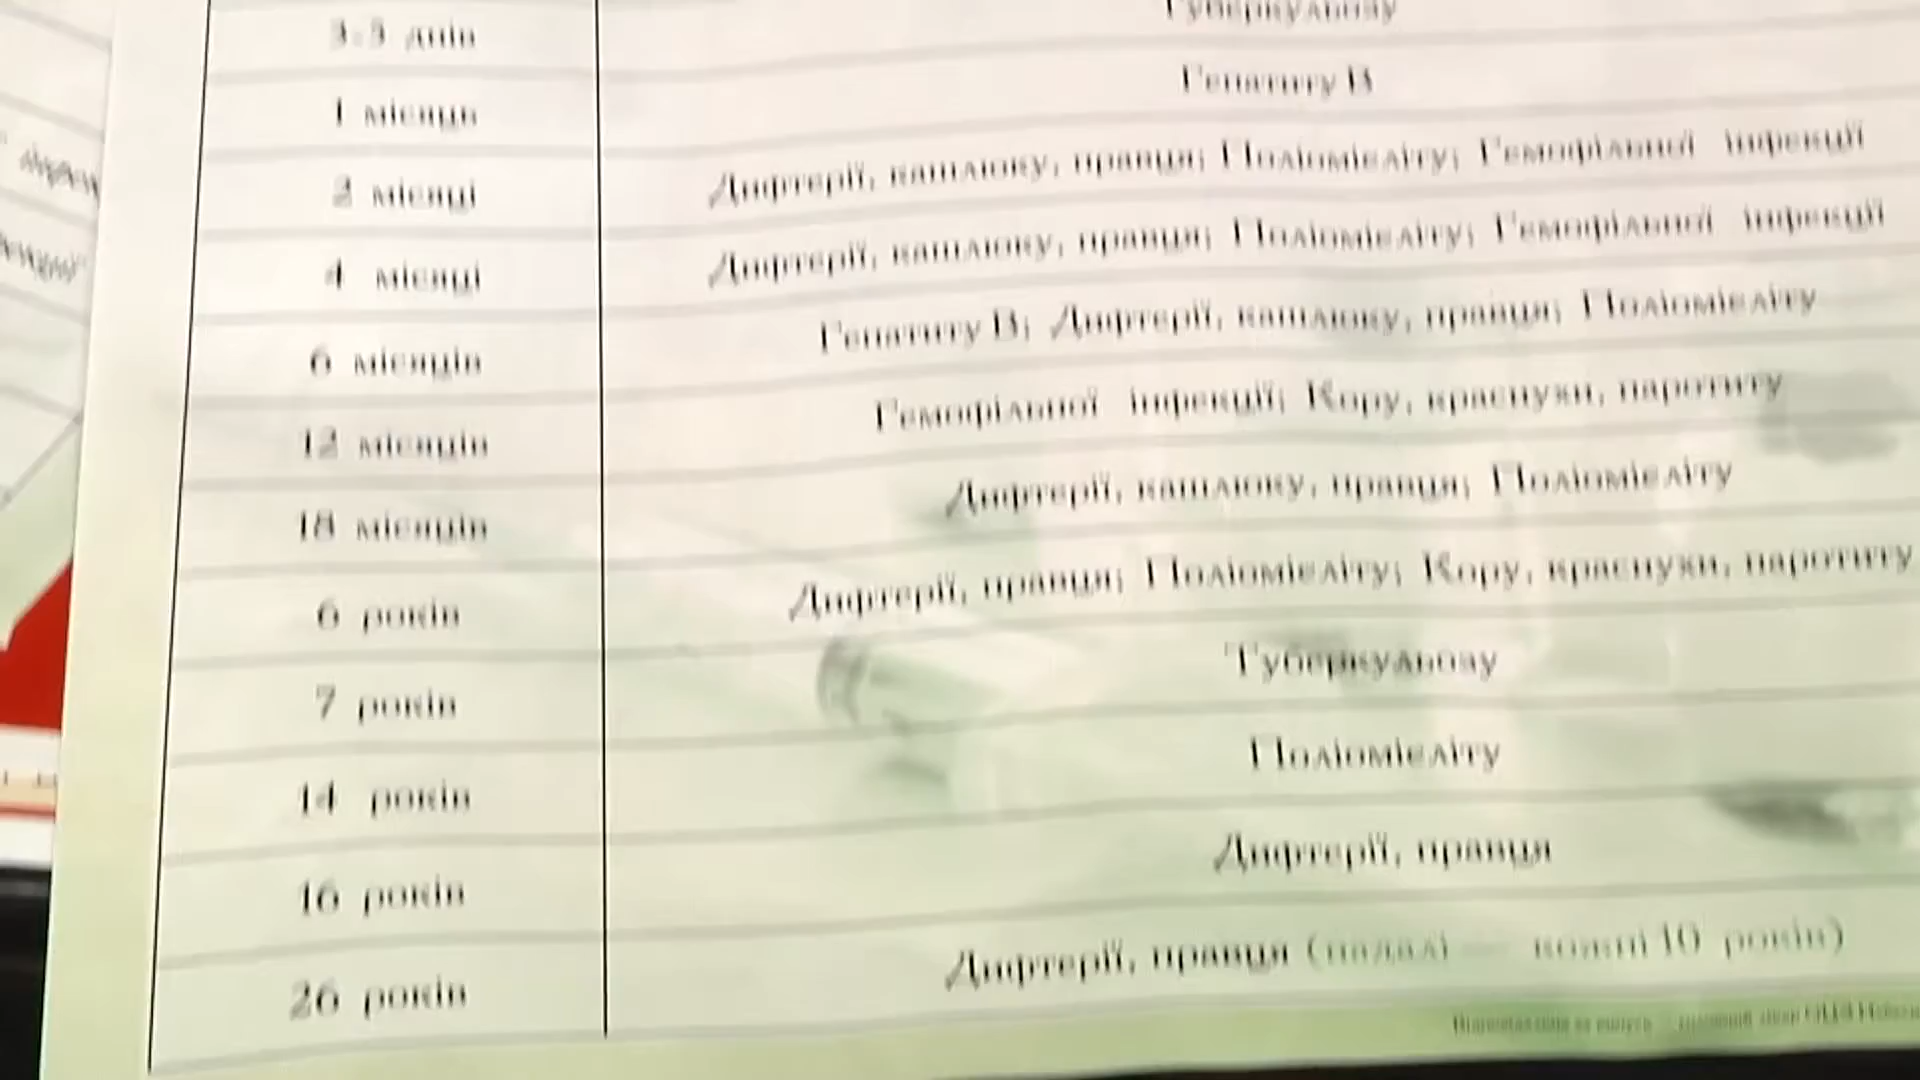 3-5 днів Туберкульозу
1 місяць Гепатиту В
2 місяці Дифтерії, кашлюку, правця; Поліомієліту; Гемофільної інфекції
4 місяці Дифтерії, кашлюку, правця; Поліомієліту; Гемофільної інфекції
6 місяців Гепатиту В; Дифтерії, кашлюку, правця; Поліомієліту
12 місяців Гемофільної інфекції; Кору, краснухи, паротиту
18 місяців Дифтерії, кашлюку, правця; Поліомієліту
6 років Дифтерії, правця; Поліомієліту; Кору, краснухи, паротиту
7 років Туберкульозу
14 років Поліомієліту
16 років Дифтерії, правця
26 років Дифтерії, правця (надалі — кожні 10 років)